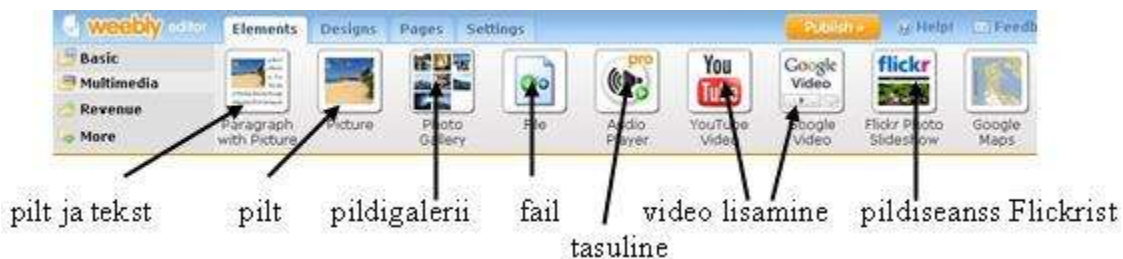 weebly editor Elements Designs Pages Settings Publish » Help! Feedb
Basic
Multimedia
Revenue
More
pro
You
Tube
Google
Video
flickr
Paragraph
with Picture
Picture
Photo
Gallery
File
Audio
Player
YouTube
Video
Google
Video
Flickr Photo
Slideshow
Google
Maps
pilt ja tekst pilt pildigalerii fail video lisamine pildiseanss Flickrist
tasuline